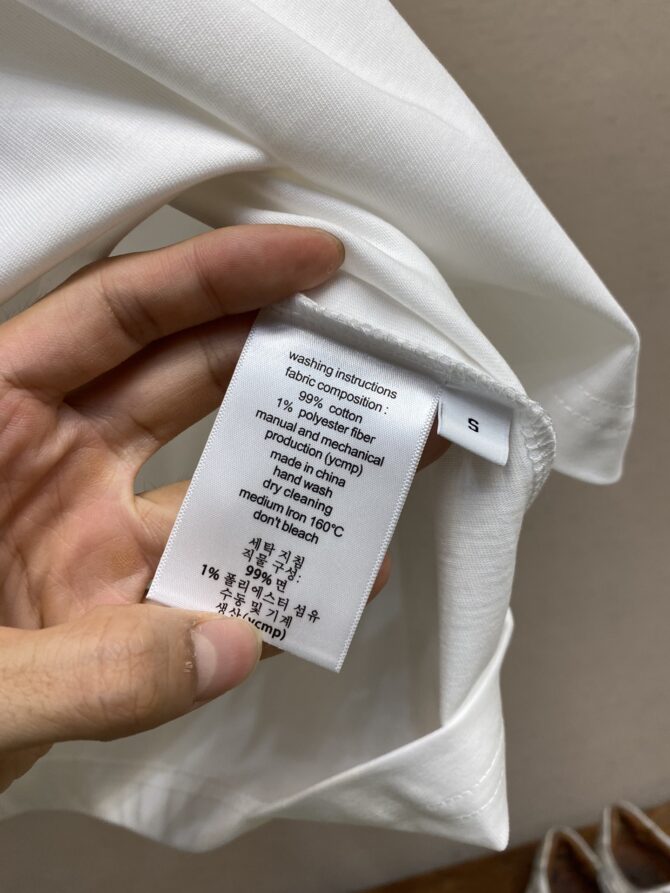 washing instructions
fabric composition :
99% cotton
1% polyester fiber
manual and mechanical
production (ycmp)
made in china
hand wash
dry cleaning
medium Iron 160°C
don't bleach
세탁 지침
직물 구성:
99% 면
1% 폴리에스터 섬유
수동 및 기계
생산(ycmp)
S